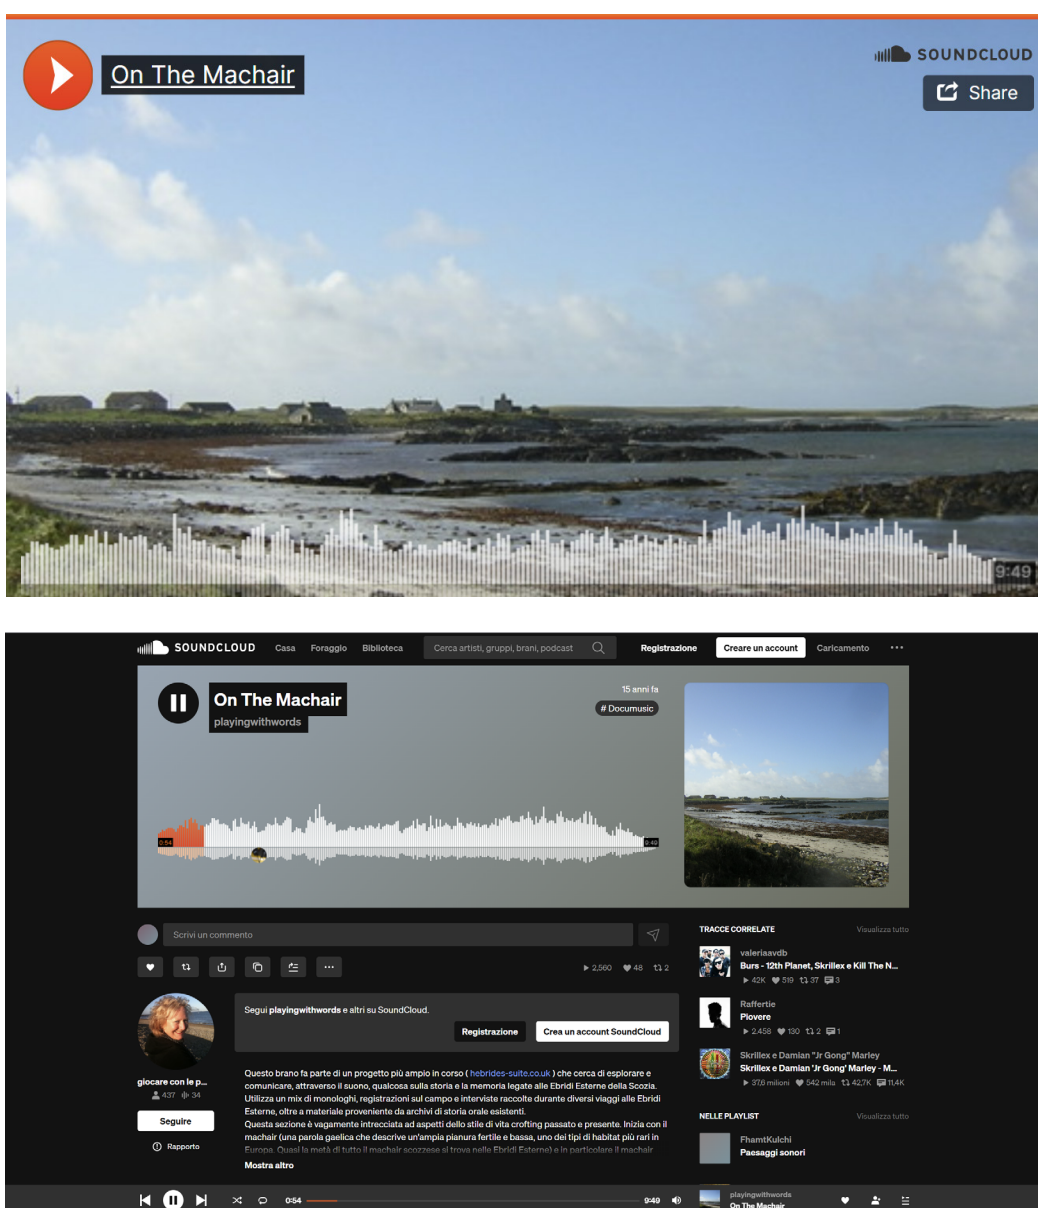 On The Machair
SOUNDCLOUD
Share
9:49
SOUNDCLOUD Casa Foraggio Biblioteca Cerca artisti, gruppi, brani, podcast Registrazione Creare un account Caricamento
On The Machair
playingwithwords
15 anni fa
# Documusic
0:54
9:49
Scrivi un commento
2,560 48 2
giocare con le p...
437 34
Seguire
Rapporto
Segui playingwithwords e altri su SoundCloud.
Registrazione Crea un account SoundCloud
Questo brano fa parte di un progetto più ampio in corso ( hebrides-suite.co.uk ) che cerca di esplorare e
comunicare, attraverso il suono, qualcosa sulla storia e la memoria legate alle Ebridi Esterne della Scozia.
Utilizza un mix di monologhi, registrazioni sul campo e interviste raccolte durante diversi viaggi alle Ebridi
Esterne, oltre a materiale proveniente da archivi di storia orale esistenti.
Questa sezione è vagamente intrecciata ad aspetti dello stile di vita crofting passato e presente. Inizia con il
machair (una parola gaelica che descrive un'ampia pianura fertile e bassa, uno dei tipi di habitat più rari in
Europa. Quasi la metà di tutto il machair scozzese si trova nelle Ebridi Esterne) e in particolare il machair
Mostra altro
TRACCE CORRELATE Visualizza tutto
valeriaavdb
Burs - 12th Planet, Skrillex e Kill The N...
42K 519 37 3
Raffertie
Piovere
2.458 130 2 1
Skrillex e Damian "Jr Gong" Marley
Skrillex e Damian 'Jr Gong' Marley - M...
37,6 milioni 542 mila 42,7K 11,4K
NELLE PLAYLIST Visualizza tutto
FhamtKulchi
Paesaggi sonori
0:54 9:49
playingwithwords
On The Machair